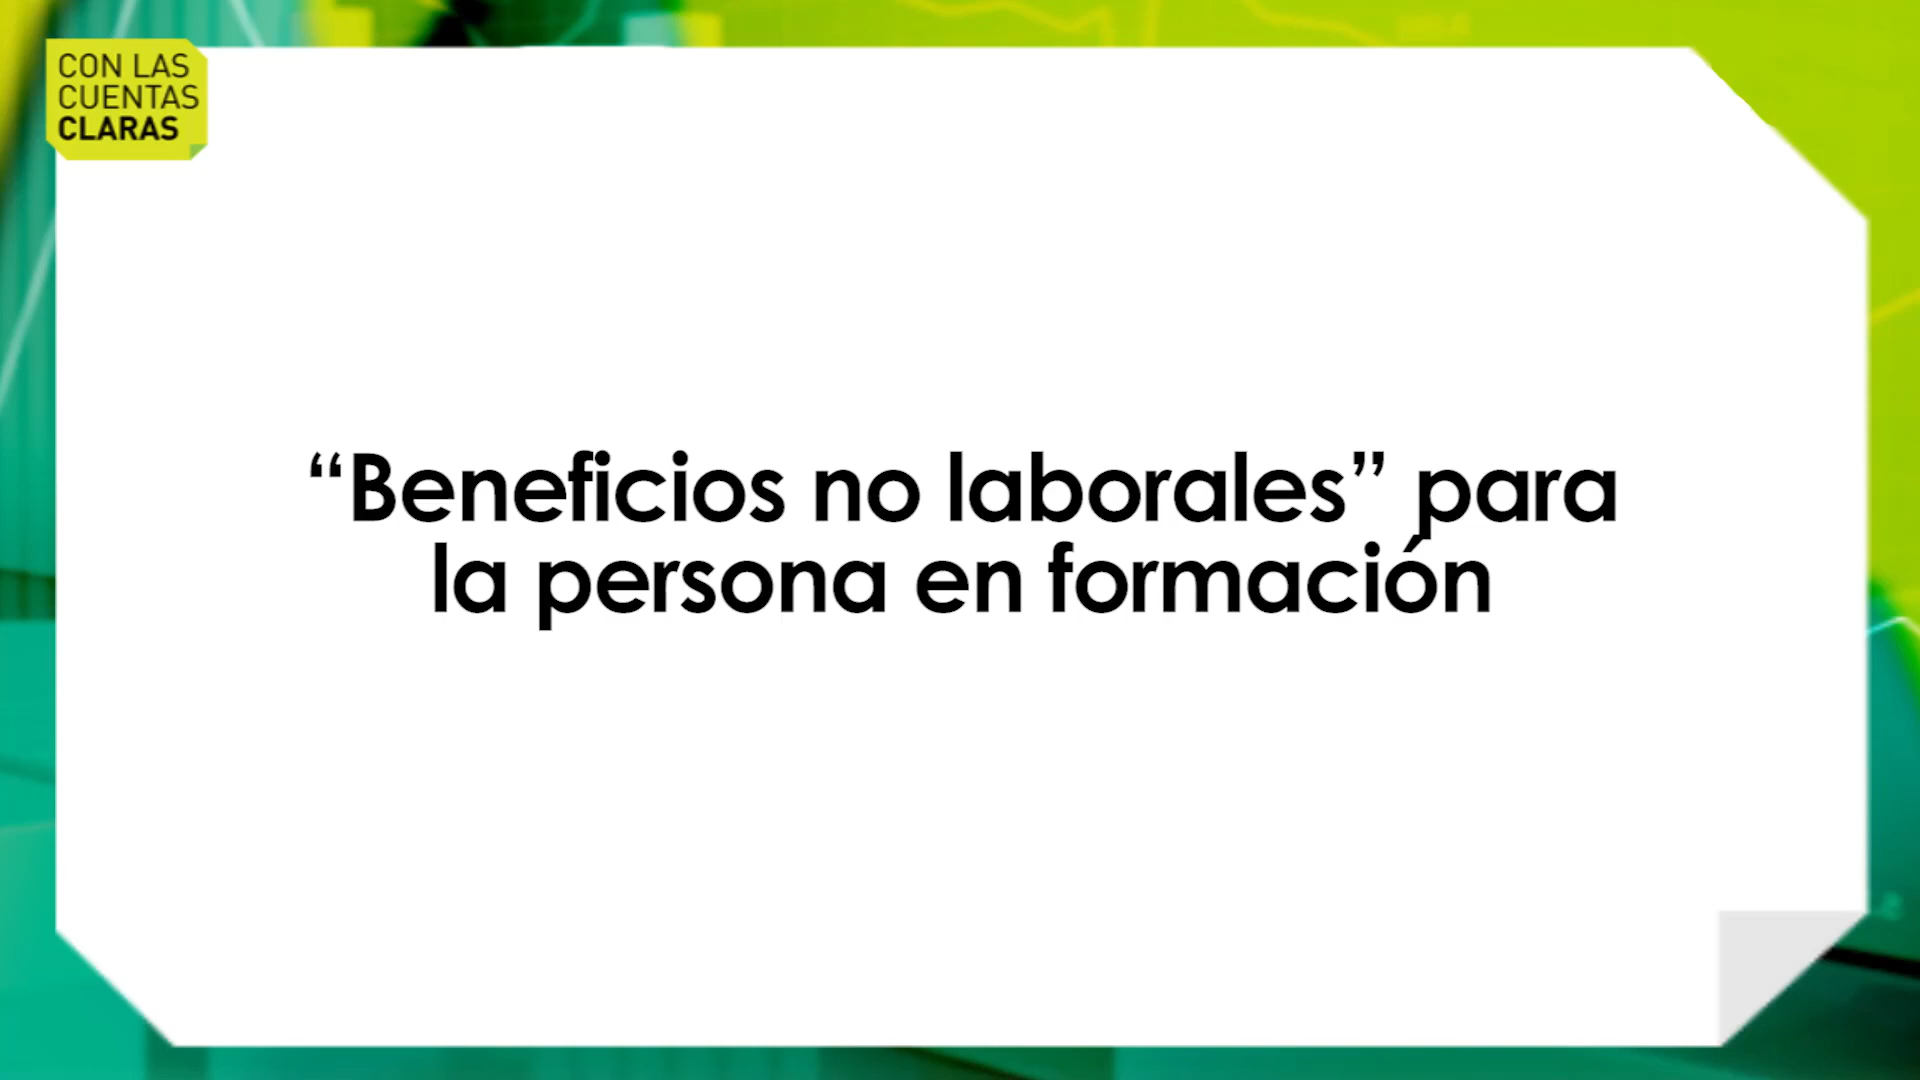 CON LAS
CUENTAS
CLARAS
“Beneficios no laborales” para
la persona en formación